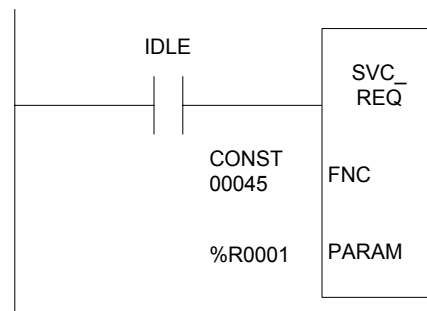 IDLE
SVC_
REQ
CONST
00045
FNC
%R0001
PARAM